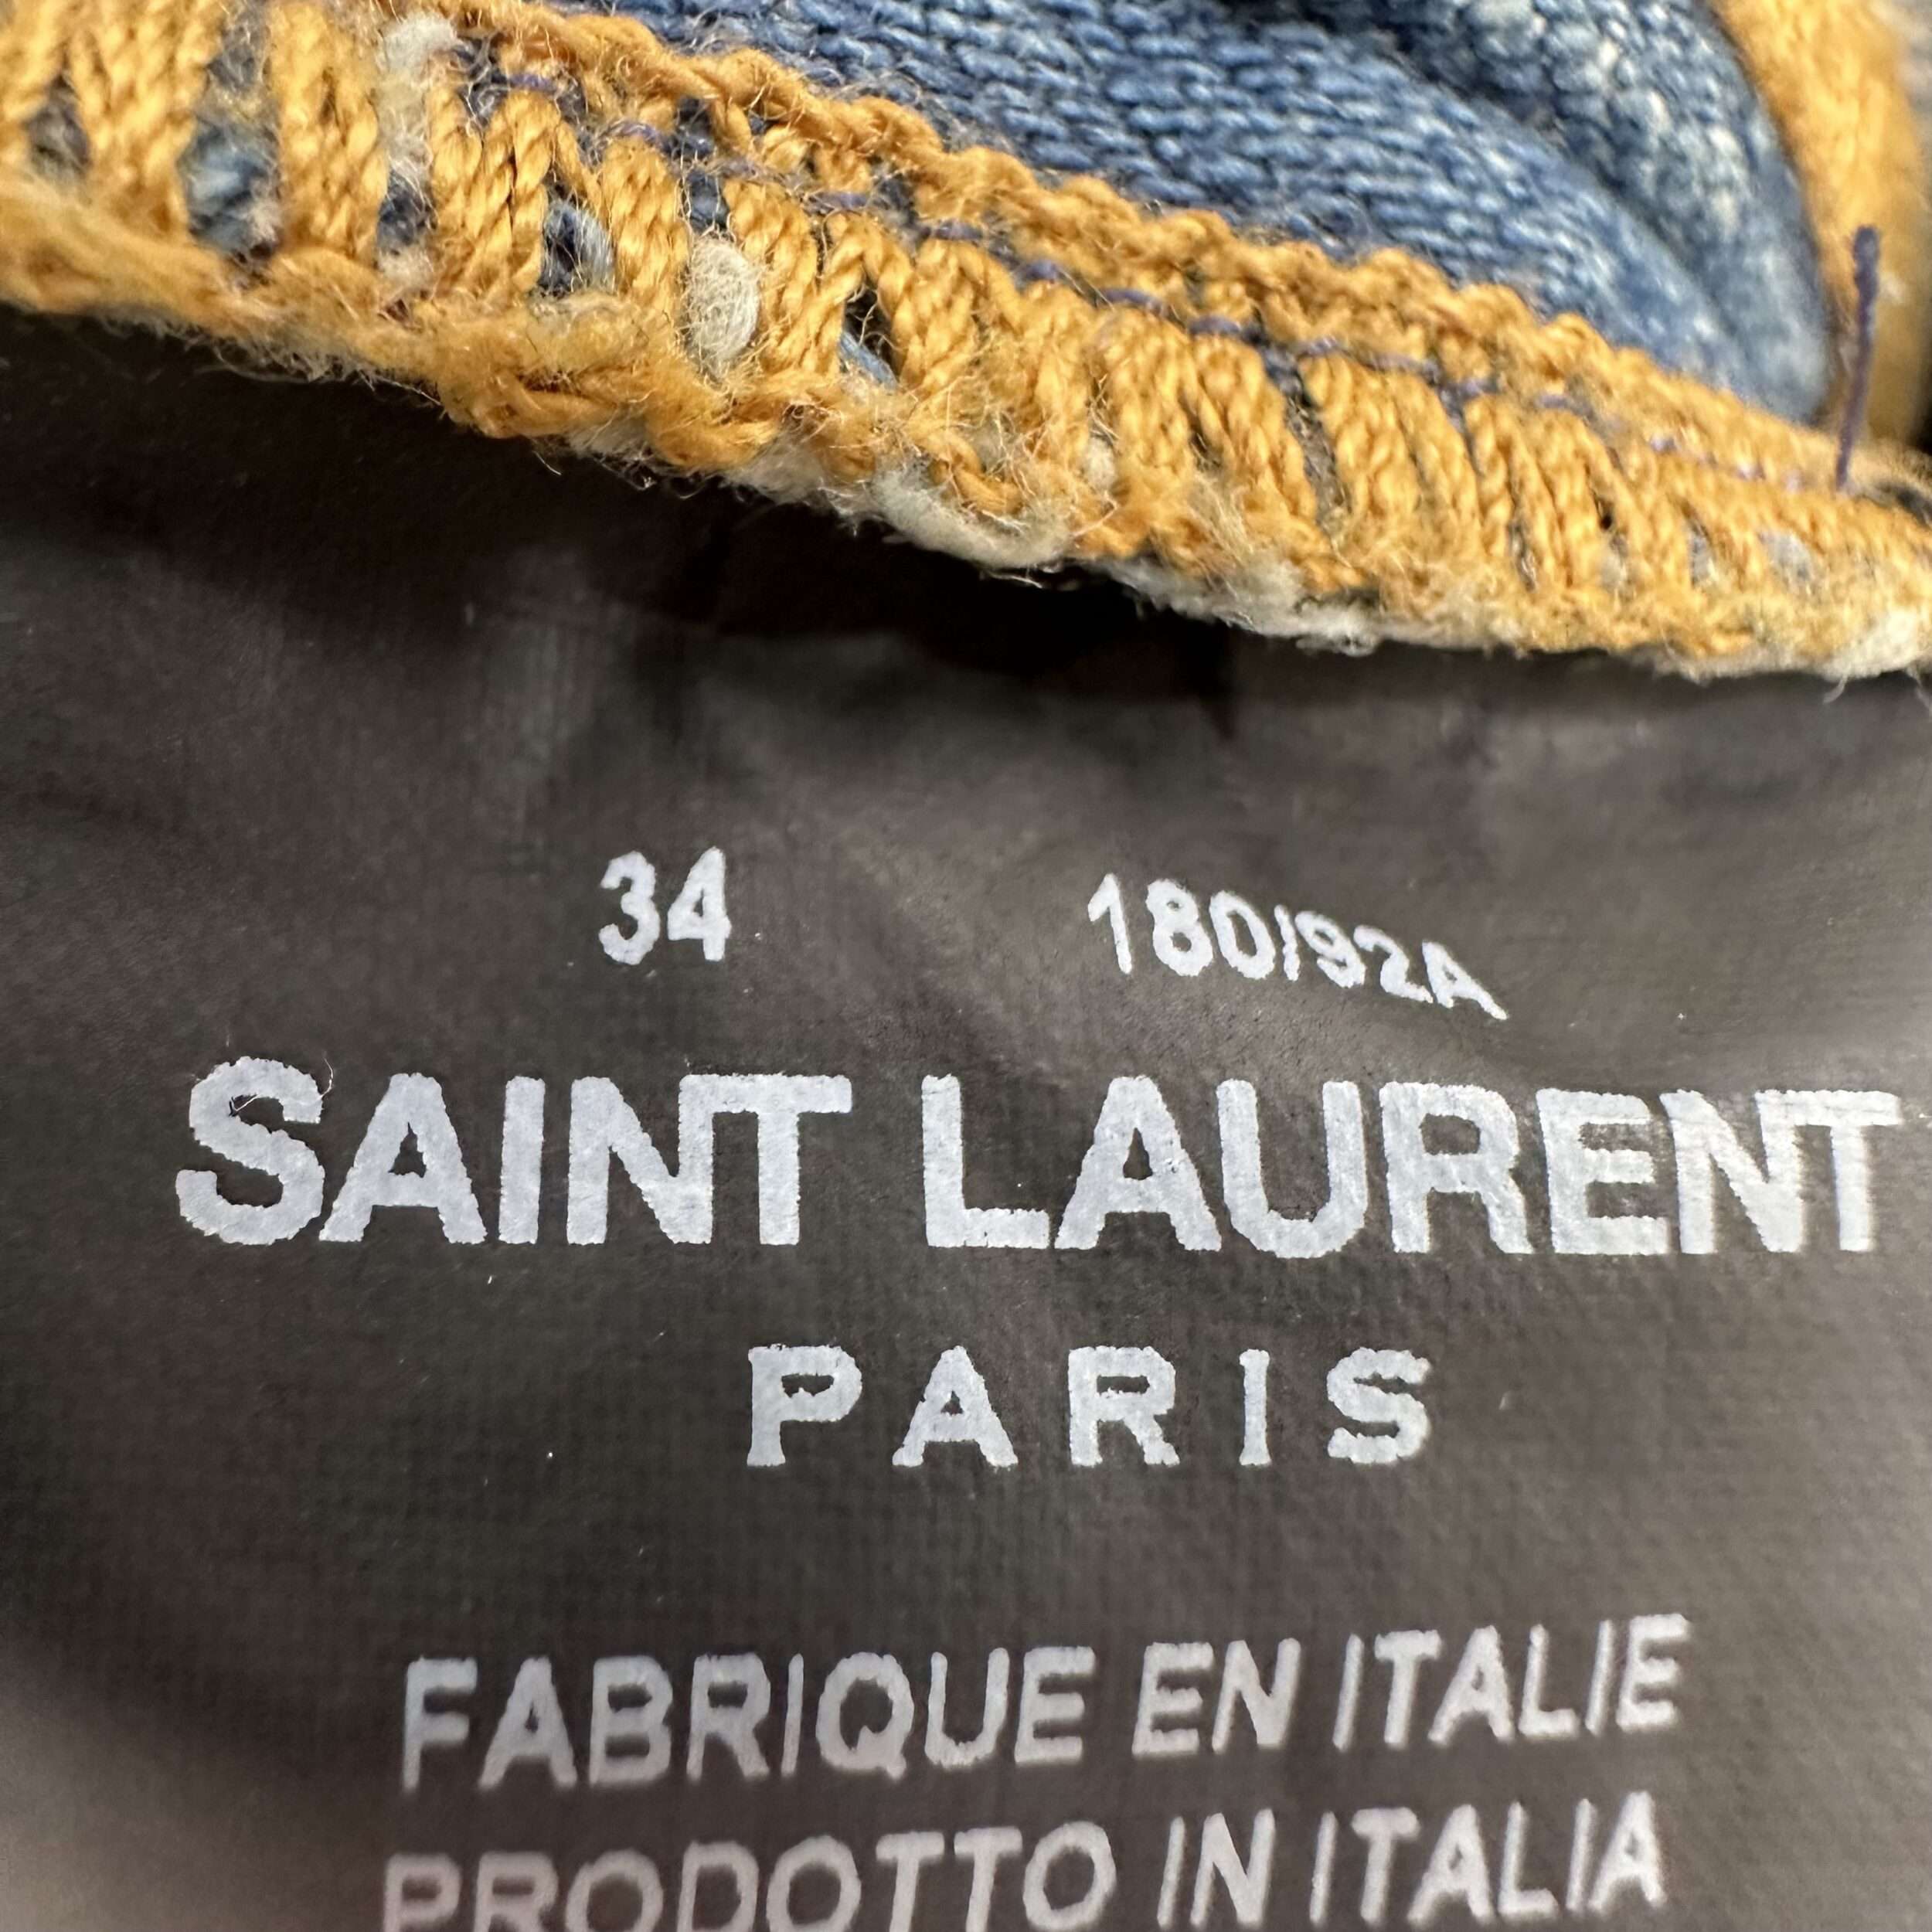 34 180/92A
SAINT LAURENT
PARIS
FABRIQUE EN ITALIE
PRODOTTO IN ITALIA